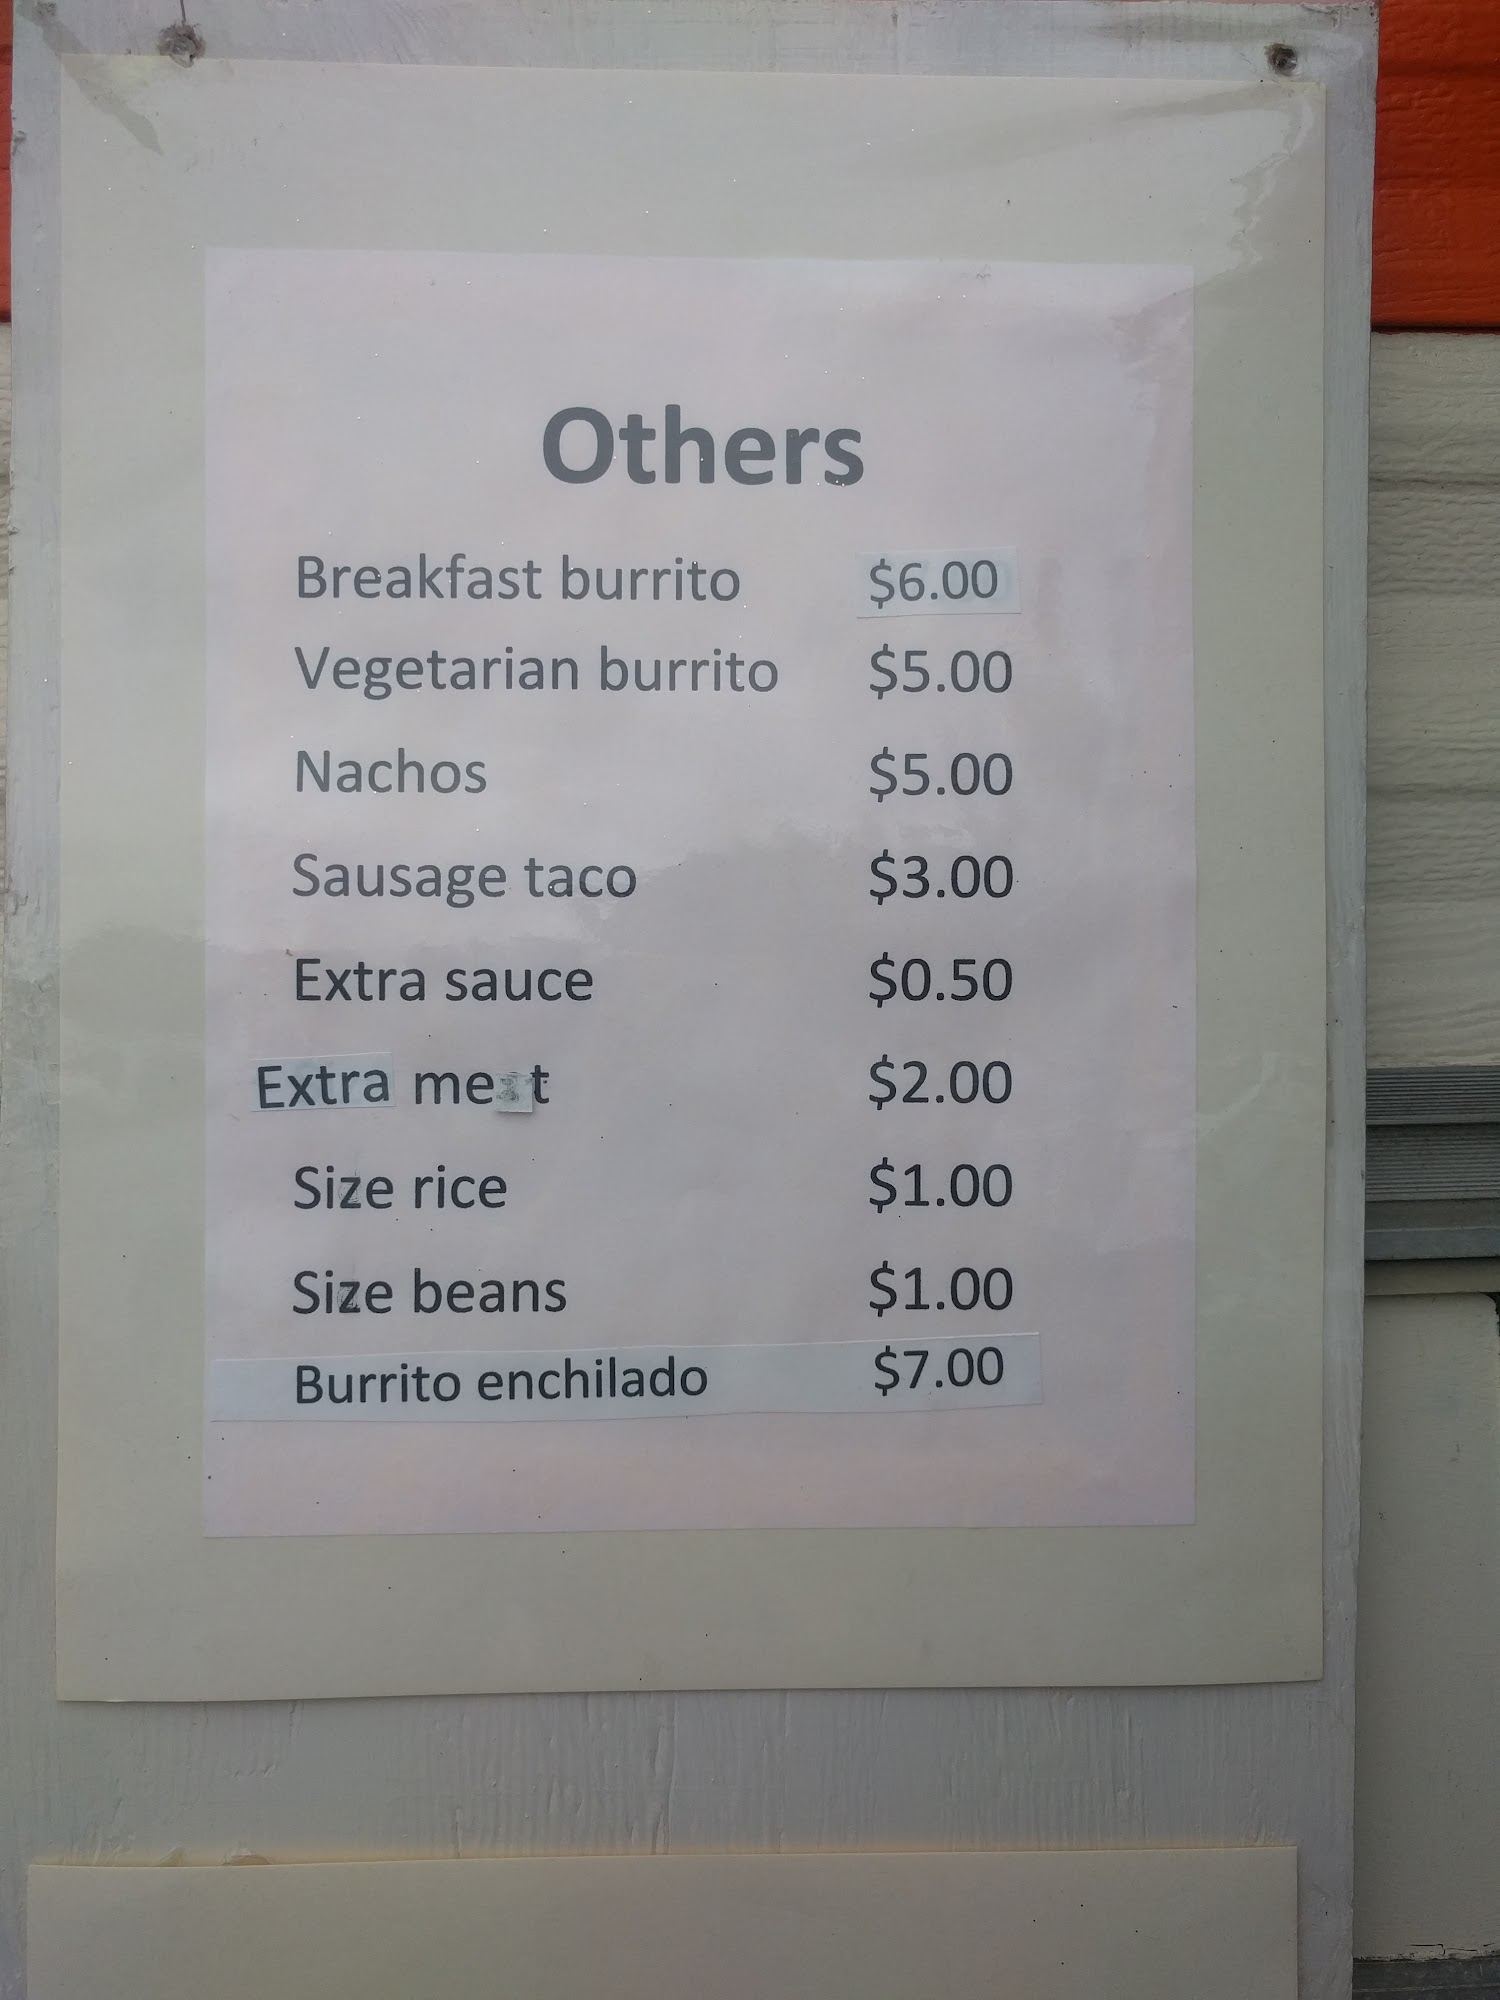 Others
Breakfast burrito $6.00
Vegetarian burrito $5.00
Nachos $5.00
Sausage taco $3.00
Extra sauce $0.50
Extra meat $2.00
Size rice $1.00
Size beans $1.00
Burrito enchilado $7.00